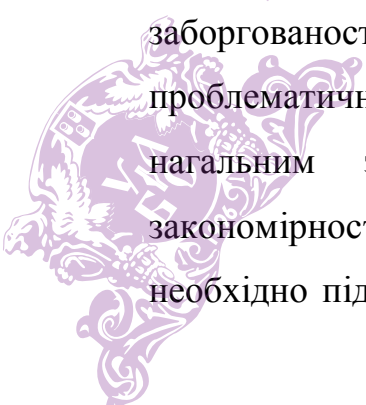 заборгованост
проблематичн
нагальним з
закономірност
необхідно під